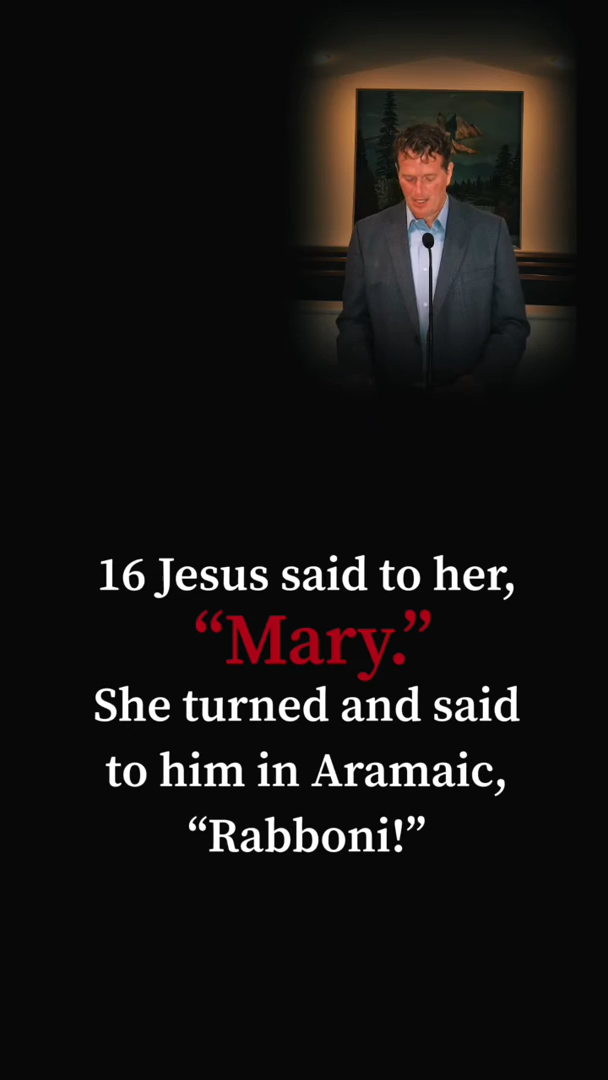 16 Jesus said to her,
“Mary.”
She turned and said
to him in Aramaic,
“Rabboni!”